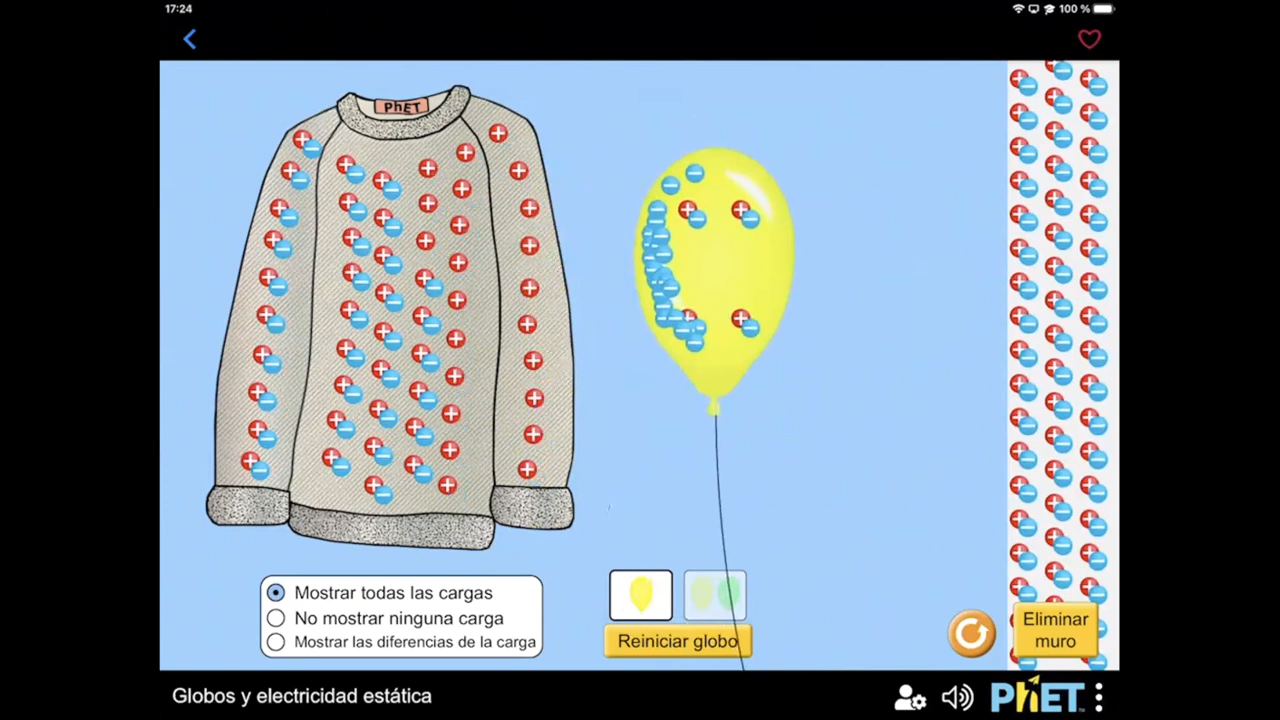 17:24
100 %
PhET
Mostrar todas las cargas
No mostrar ninguna carga
Mostrar las diferencias de la carga
Reiniciar globo
Eliminar
muro
Globos y electricidad estática
PhET